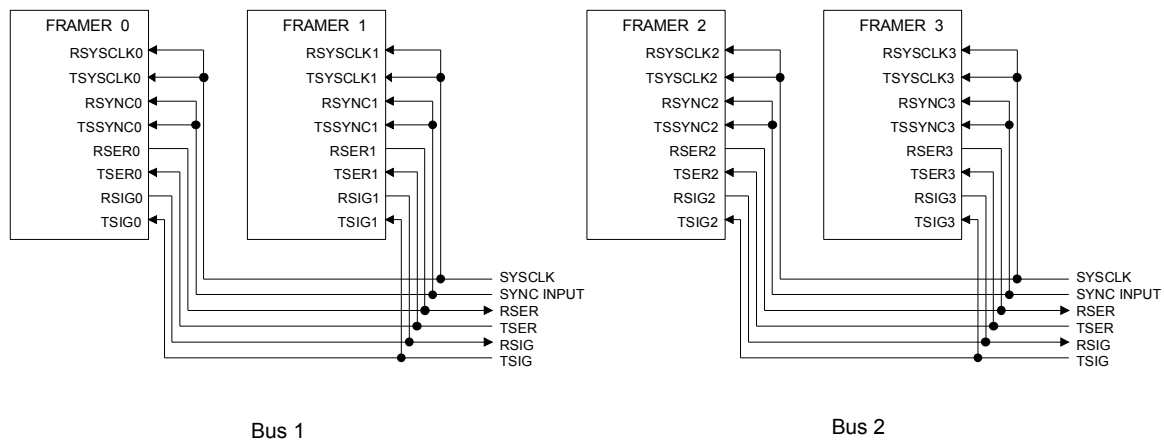 FRAMER 0
RSYSCLK0
TSYSCLK0
RSYNC0
TSSYNC0
RSER0
TSER0
RSIG0
TSIG0
FRAMER 1
RSYSCLK1
TSYSCLK1
RSYNC1
TSSYNC1
RSER1
TSER1
RSIG1
TSIG1
SYSCLK
SYNC INPUT
RSER
TSER
RSIG
TSIG
Bus 1
FRAMER 2
RSYSCLK2
TSYSCLK2
RSYNC2
TSSYNC2
RSER2
TSER2
RSIG2
TSIG2
FRAMER 3
RSYSCLK3
TSYSCLK3
RSYNC3
TSSYNC3
RSER3
TSER3
RSIG3
TSIG3
SYSCLK
SYNC INPUT
RSER
TSER
RSIG
TSIG
Bus 2